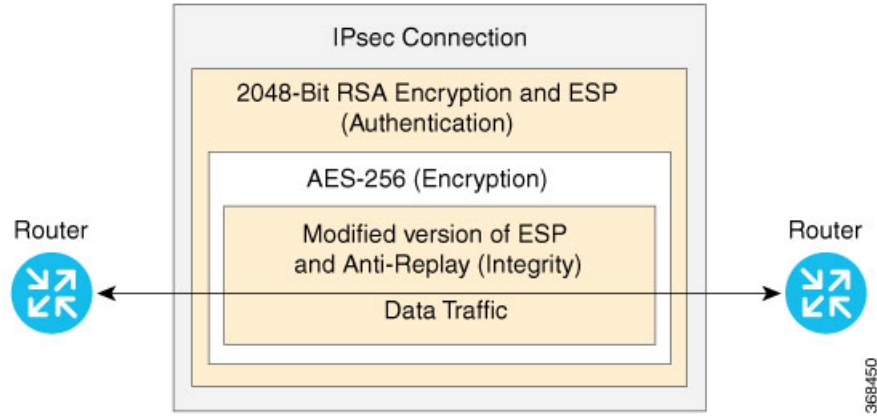 IPsec Connection
2048-Bit RSA Encryption and ESP
(Authentication)
AES-256 (Encryption)
Router
Router
Modified version of ESP
and Anti-Replay (Integrity)
Data Traffic
368450